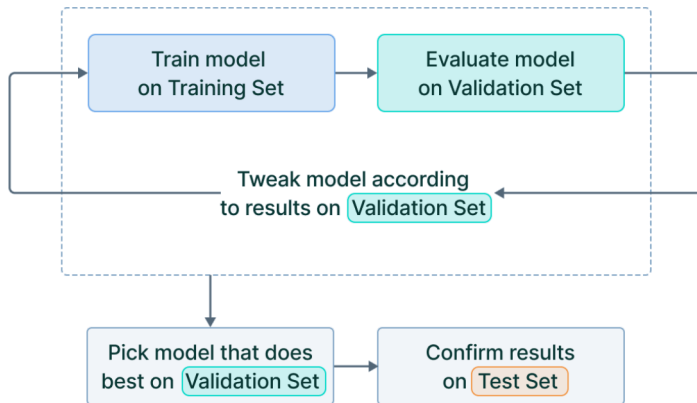 Train model
on Training Set
Evaluate model
on Validation Set
Tweak model according
to results on Validation Set
Pick model that does
best on Validation Set
Confirm results
on Test Set